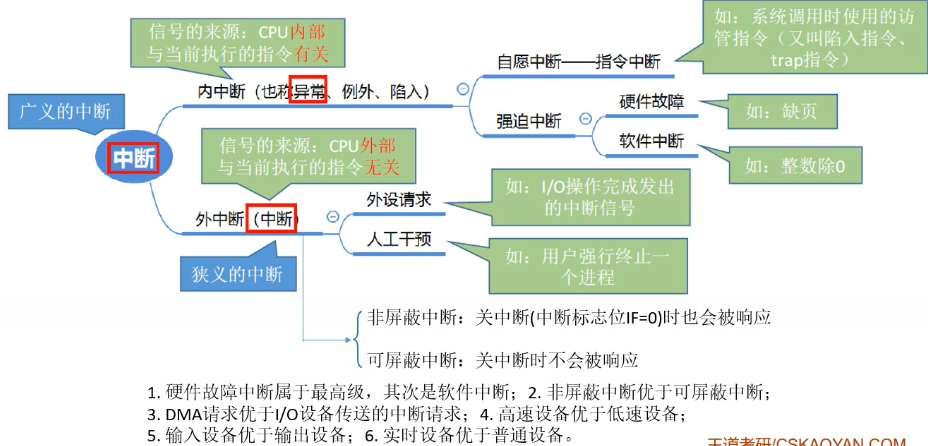 信号的来源：CPU内部
与当前执行的指令有关
如：系统调用时使用的访
管指令（又叫陷入指令、
trap指令）
自愿中断——指令中断
内中断（也称异常、例外、陷入）
广义的中断
硬件故障
如：缺页
强迫中断
软件中断
中断
信号的来源：CPU外部
与当前执行的指令无关
如：整数除0
外设请求
如：I/O操作完成发出
的中断信号
外中断（中断）
人工干预
如：用户强行终止一
个进程
狭义的中断
非屏蔽中断：关中断(中断标志位IF=0)时也会被响应
可屏蔽中断：关中断时不会被响应
1. 硬件故障中断属于最高级，其次是软件中断；2. 非屏蔽中断优于可屏蔽中断；
3. DMA请求优于I/O设备传送的中断请求；4. 高速设备优于低速设备；
5. 输入设备优于输出设备；6. 实时设备优于普通设备。
王道考研/CSKAOYAN.COM